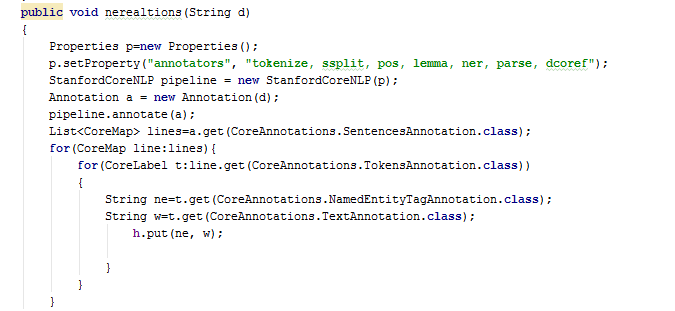 public void nerealtions(String d)
{
Properties p=new Properties();
p.setProperty("annotators", "tokenize, ssplit, pos, lemma, ner, parse, dcoref");
StanfordCoreNLP pipeline = new StanfordCoreNLP(p);
Annotation a = new Annotation(d);
pipeline.annotate(a);
List<CoreMap> lines=a.get(CoreAnnotations.SentencesAnnotation.class);
for(CoreMap line:lines){
for(CoreLabel t:line.get(CoreAnnotations.TokensAnnotation.class))
{
String ne=t.get(CoreAnnotations.NamedEntityTagAnnotation.class);
String w=t.get(CoreAnnotations.TextAnnotation.class);
h.put(ne, w);
}
}
}